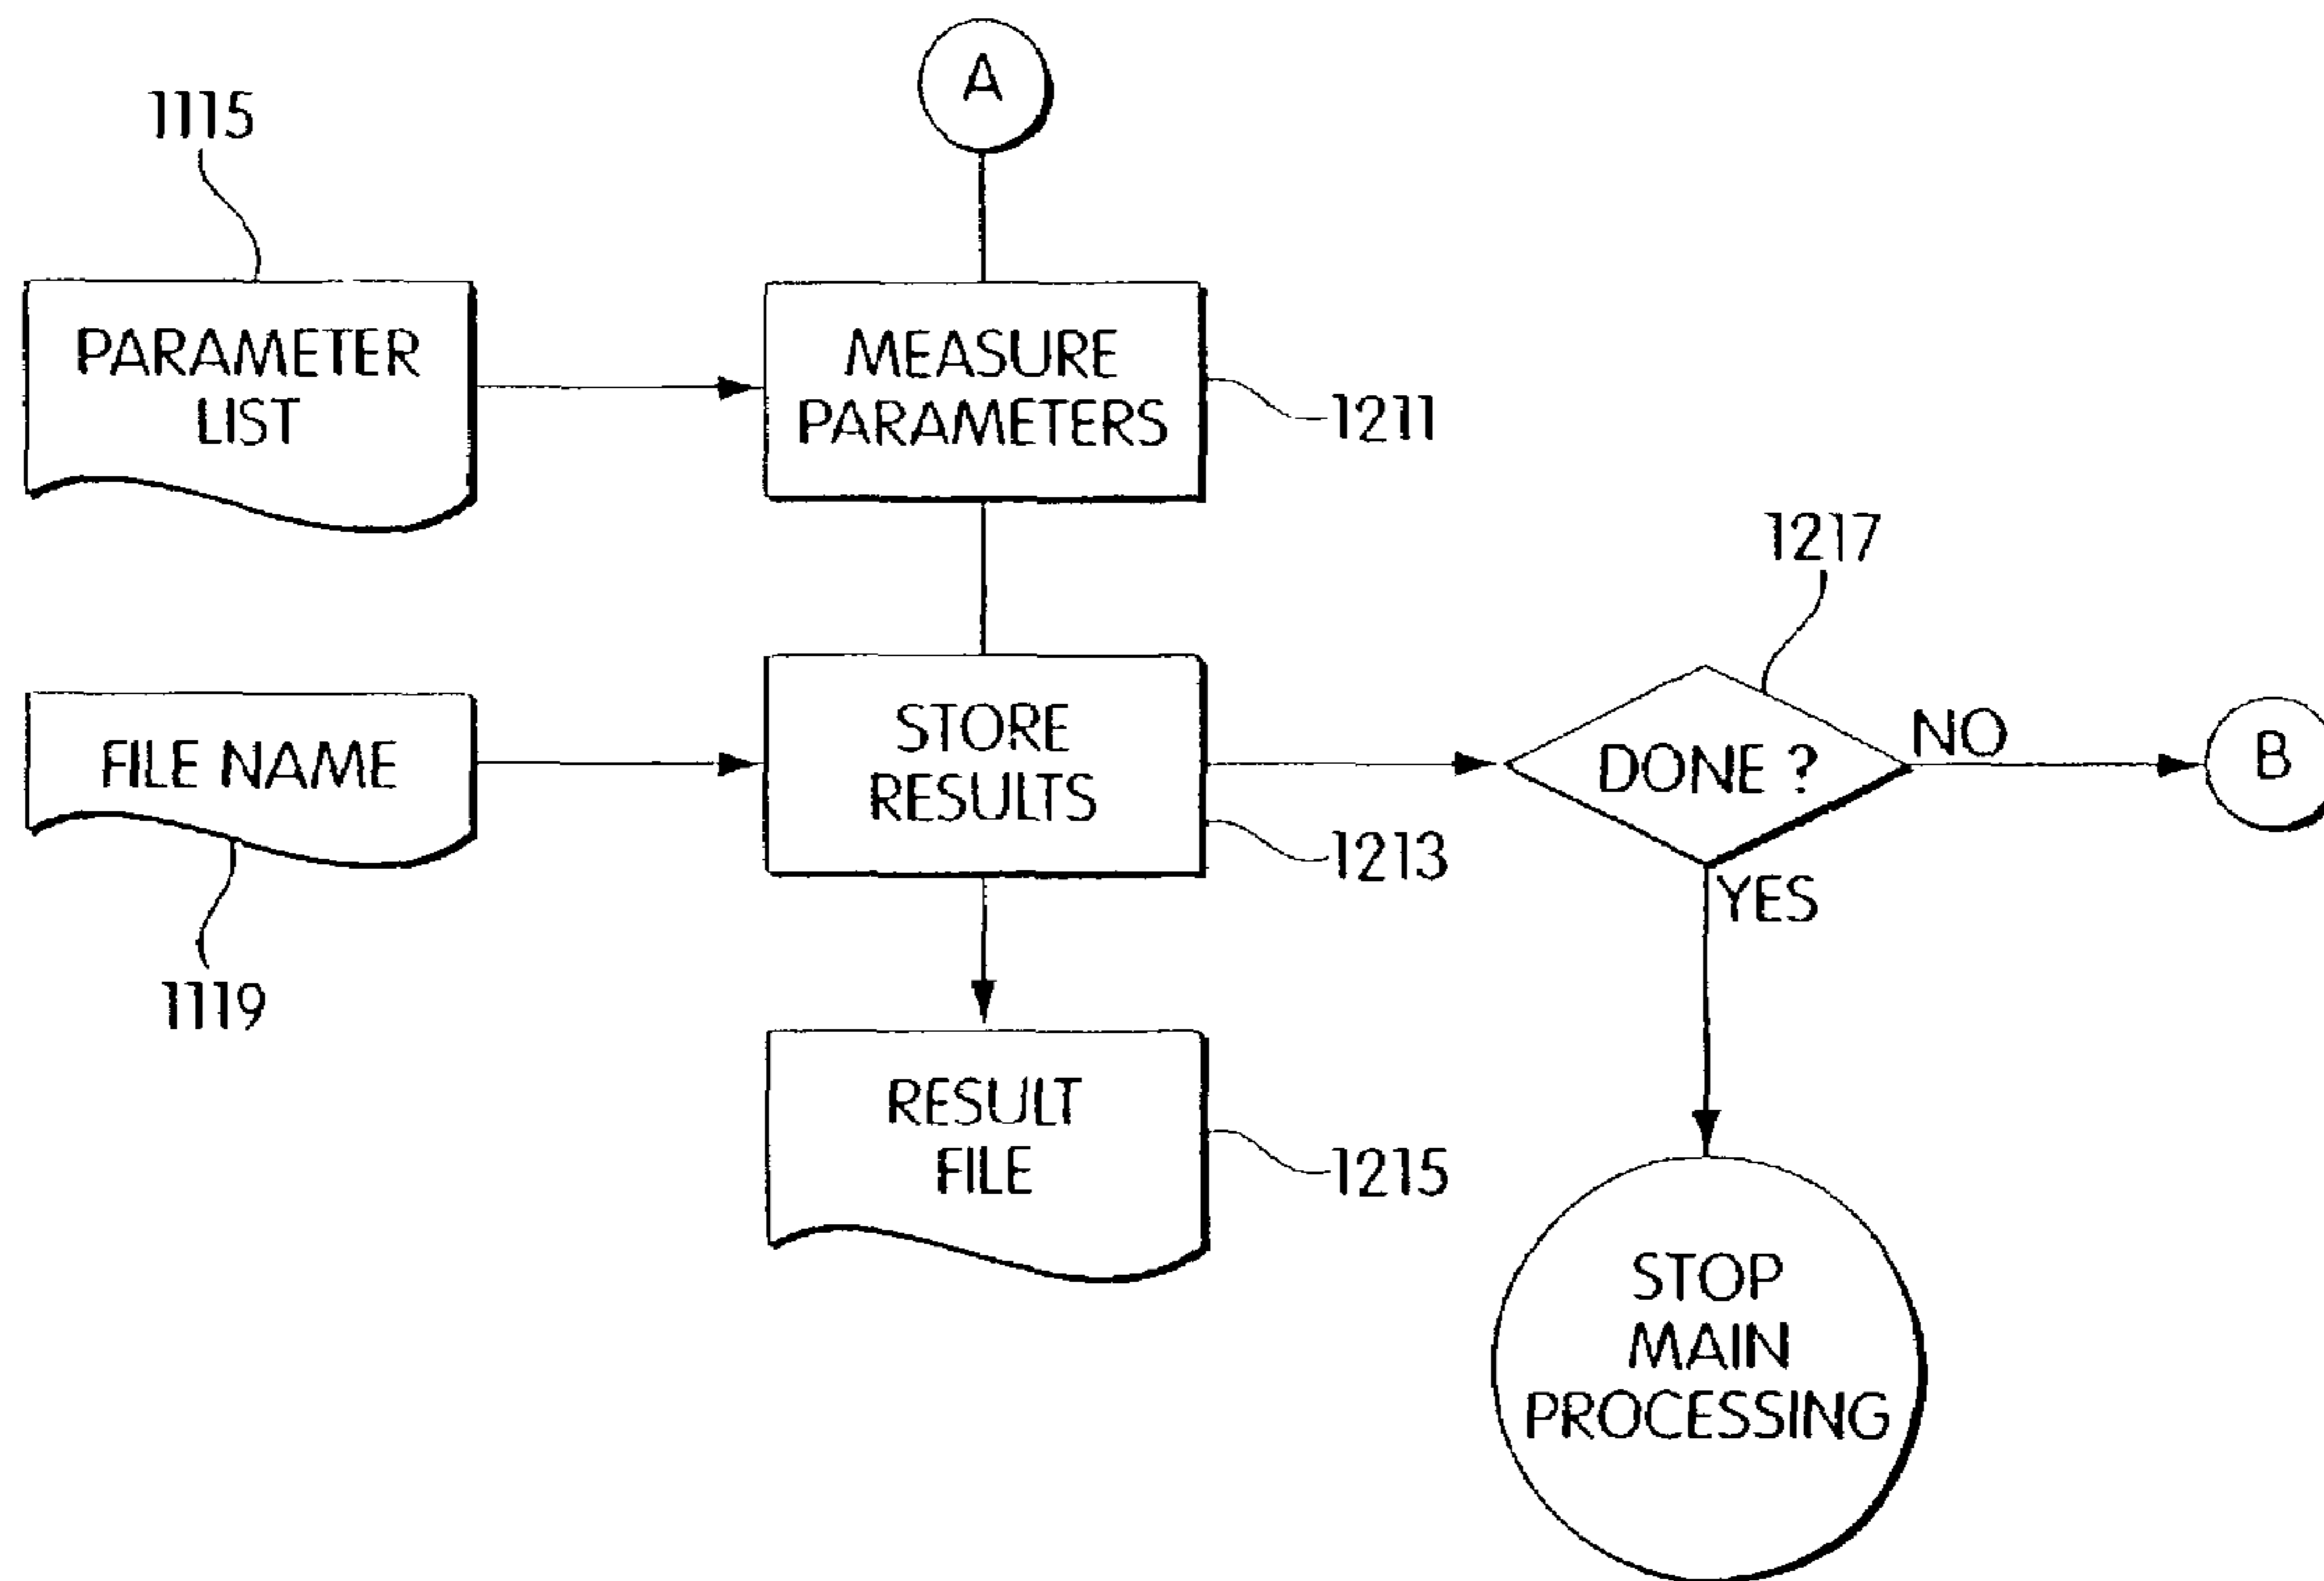 A
1115
PARAMETER
LIST
MEASURE
PARAMETERS
1211
1217
FILE NAME
STORE
RESULTS
DONE ?
NO
B
1213
YES
1119
RESULT
FILE
1215
STOP
MAIN
PROCESSING